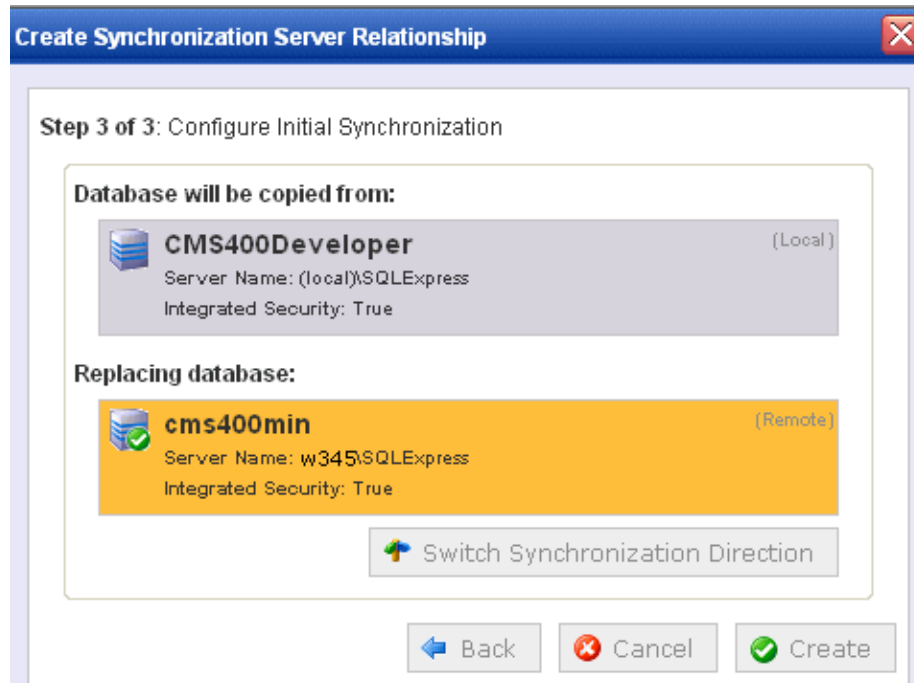 Create Synchronization Server Relationship
Step 3 of 3: Configure Initial Synchronization
Database will be copied from:
CMS400Developer
(Local)
Server Name: (local)\SQLExpress
Integrated Security: True
Replacing database:
cms400min
(Remote)
Server Name: w345\SQLExpress
Integrated Security: True
Switch Synchronization Direction
Back Cancel Create